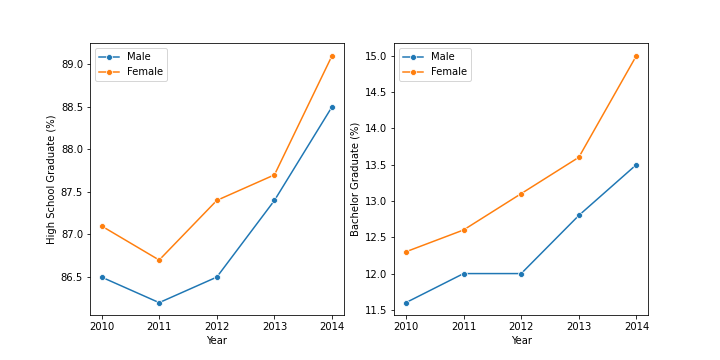 Male
Female
89.0
88.5
88.0
87.5
87.0
86.5
High School Graduate (%)
2010 2011 2012 2013 2014
Year
Male
Female
15.0
14.5
14.0
13.5
13.0
12.5
12.0
11.5
Bachelor Graduate (%)
2010 2011 2012 2013 2014
Year